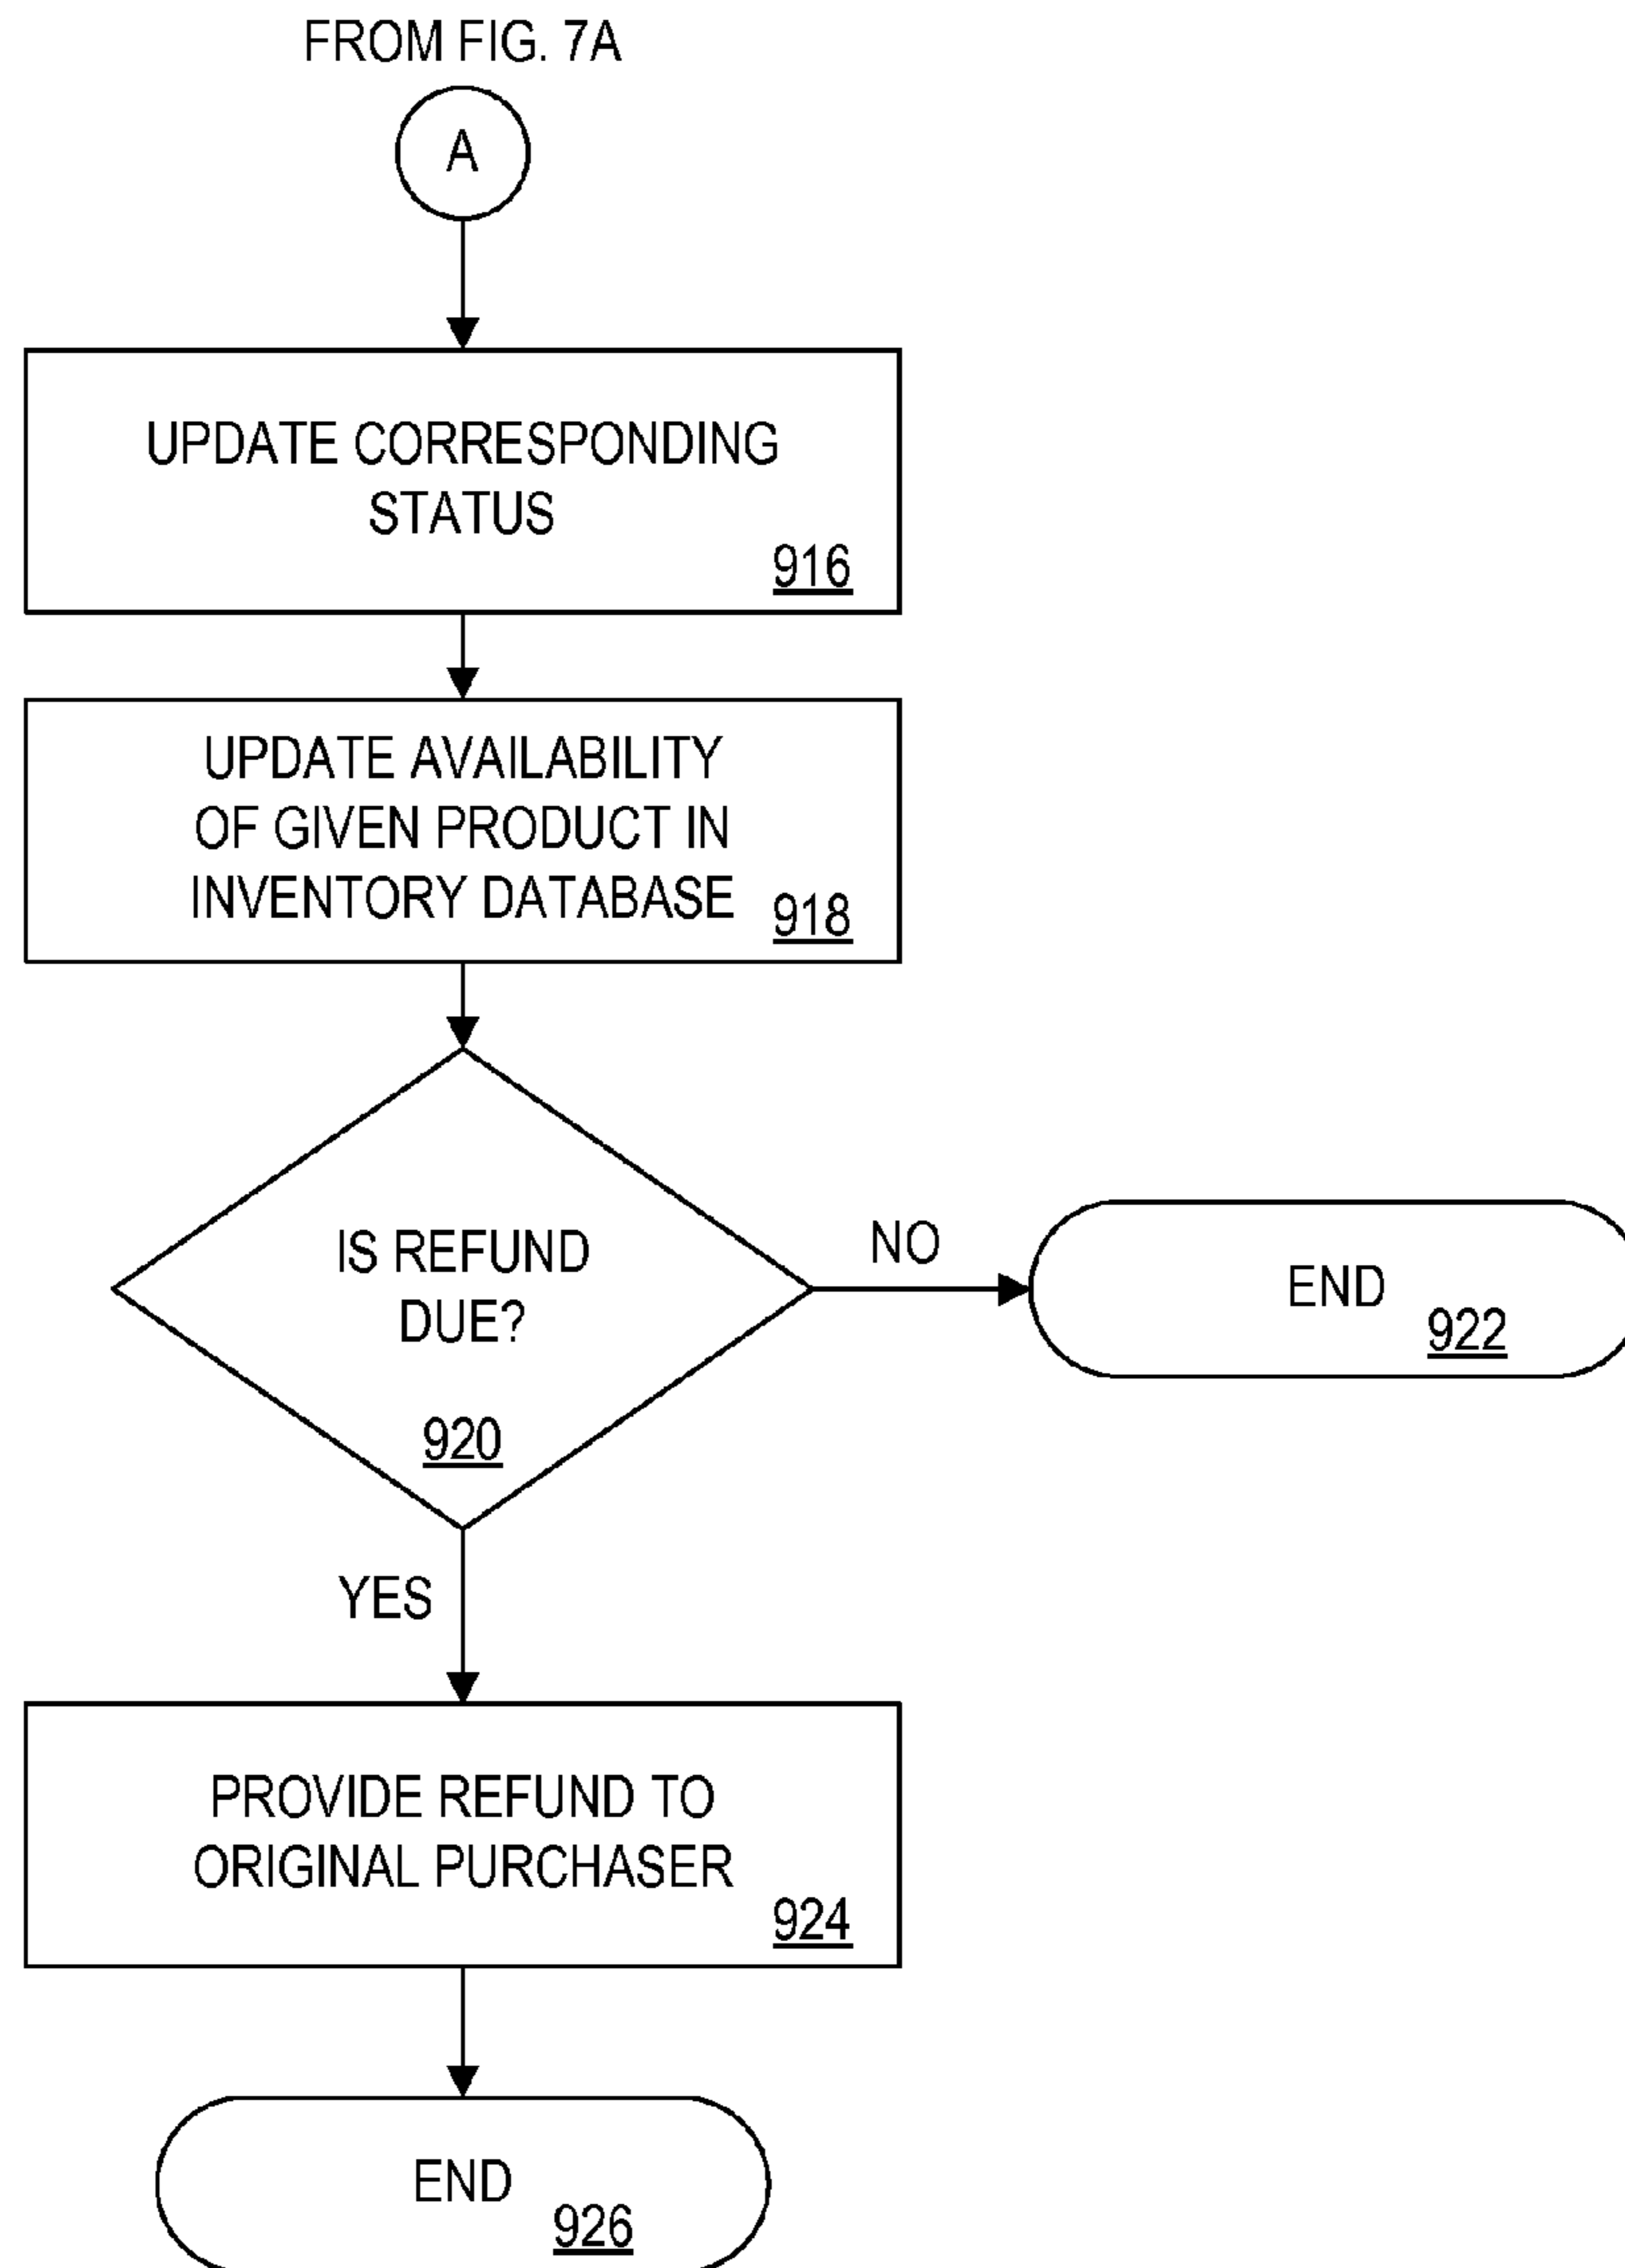 FROM FIG. 7A
A
UPDATE CORRESPONDING
STATUS
916
UPDATE AVAILABILITY
OF GIVEN PRODUCT IN
INVENTORY DATABASE
918
IS REFUND
DUE?
920
NO
END
922
YES
PROVIDE REFUND TO
ORIGINAL PURCHASER
924
END
926